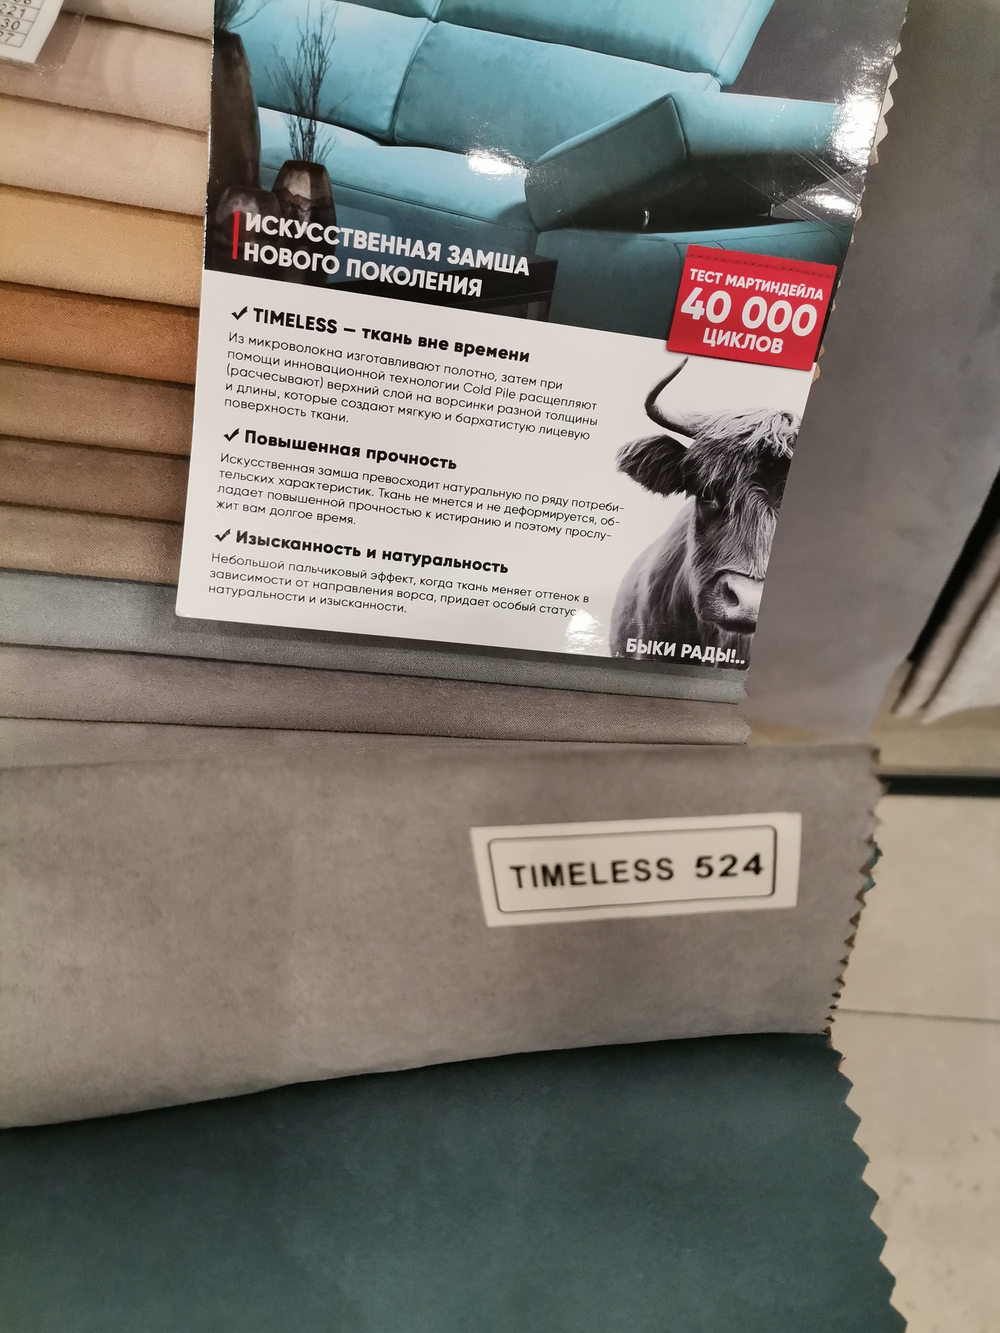 221
30
ИСКУССТВЕННАЯ ЗАМША
НОВОГО ПОКОЛЕНИЯ
ТЕСТ МАРТИНДЕЙЛА
40 000
ЦИКЛОВ
TIMELESS – ткань вне времени
Из микроволокна изготавливают полотно, затем при
помощи инновационной технологии Cold Pile расщепляют
(расчесывают) верхний слой на ворсинки разной толщины
и длины, которые создают мягкую и бархатистую лицевую
поверхность ткани.
Повышенная прочность
Искусственная замша превосходит натуральную по ряду потреби-
тельских характеристик. Ткань не мнется и не деформируется, об-
ладает повышенной прочностью к истиранию и поэтому прослу-
жит вам долгое время.
Изысканность и натуральность
Небольшой пальчиковый эффект, когда ткань меняет оттенок в
зависимости от направления ворса, придает особый статус
натуральности и изысканности.
БЫКИ РАДЫ!..
TIMELESS 524